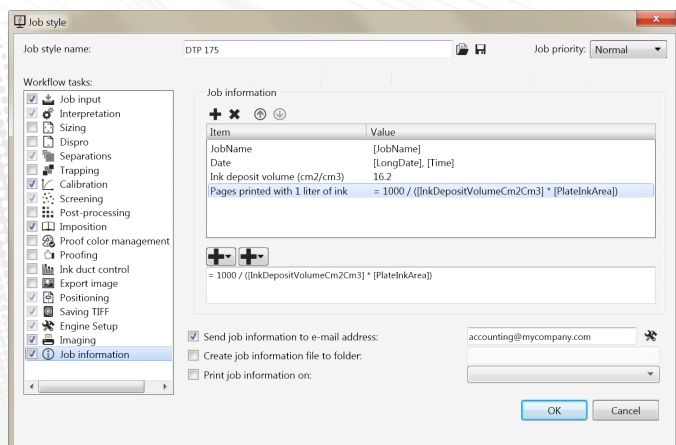 Job style
Job style name:
DTP 175
Job priority: Normal
Workflow tasks:
Job input
Interpretation
Sizing
Dispro
Separations
Trapping
Calibration
Screening
Post-processing
Imposition
Proof color management
Proofing
Ink duct control
Export image
Positioning
Saving TIFF
Engine Setup
Imaging
Job information
Job information
Item Value
JobName [JobName]
Date [LongDate], [Time]
Ink deposit volume (cm2/cm3) 16.2
Pages printed with 1 liter of ink = 1000 / ([InkDepositVolumeCm2Cm3] * [PlateInkArea])
= 1000 / ([InkDepositVolumeCm2Cm3] * [PlateInkArea])
Send job information to e-mail address: accounting@mycompany.com
Create job information file to folder:
Print job information on:
OK Cancel